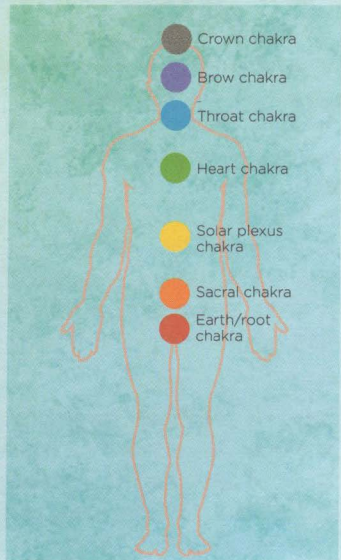 Crown chakra
Brow chakra
Throat chakra
Heart chakra
Solar plexus
chakra
Sacral chakra
Earth/root
chakra